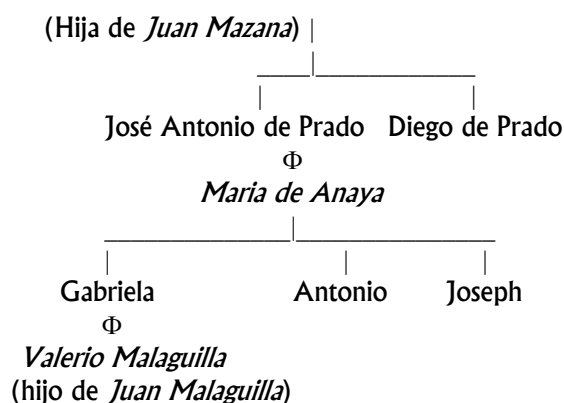 (Hija de Juan Mazana) |
José Antonio de Prado Diego de Prado
Φ
Maria de Anaya
Gabriela Antonio Joseph
Φ
Valerio Malaguilla
(hijo de Juan Malaguilla)